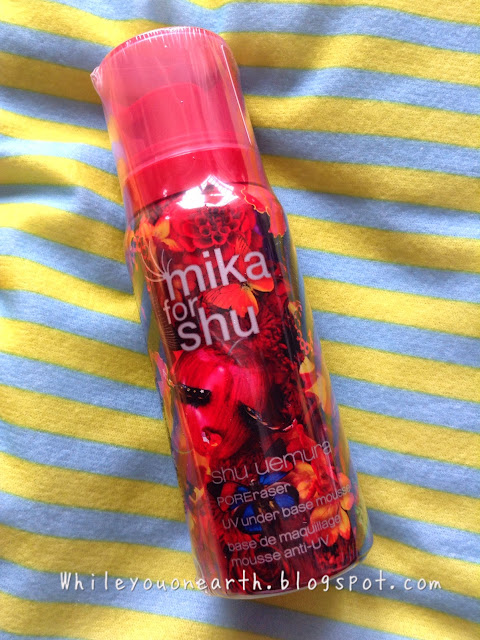 mika
for
shu
shu uemura
POREraser
UV under base mousse
base de maquillage
mousse anti-UV
Whileyouonearth.blogspot.com